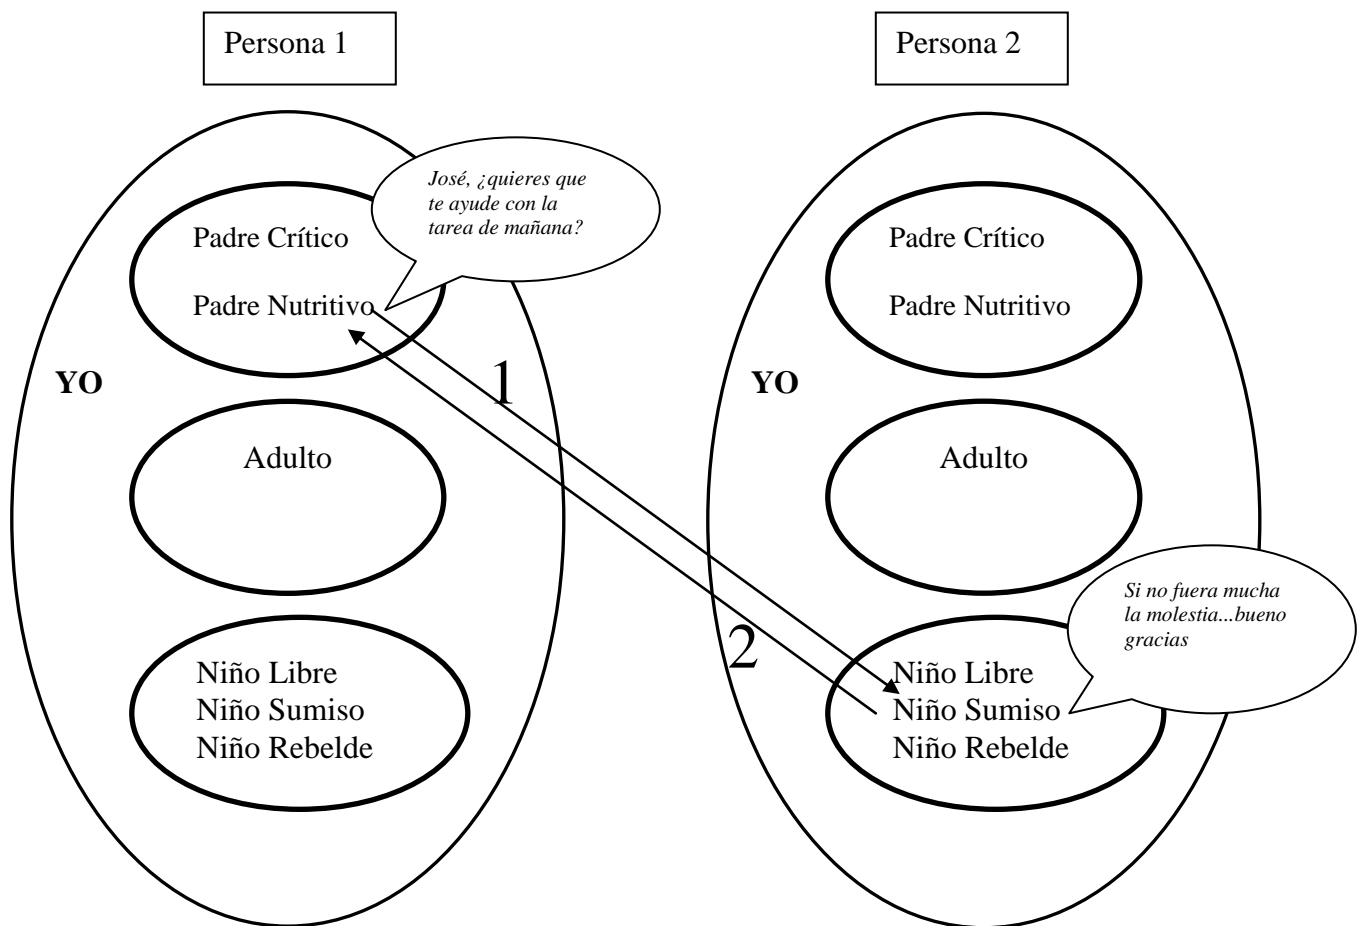 Persona 1
Persona 2
José, ¿quieres que
te ayude con la
tarea de mañana?
Padre Crítico
Padre Nutritivo
Padre Crítico
Padre Nutritivo
YO
1
YO
Adulto
Adulto
Si no fuera mucha
la molestia...bueno
gracias
2
Niño Libre
Niño Sumiso
Niño Rebelde
Niño Libre
Niño Sumiso
Niño Rebelde